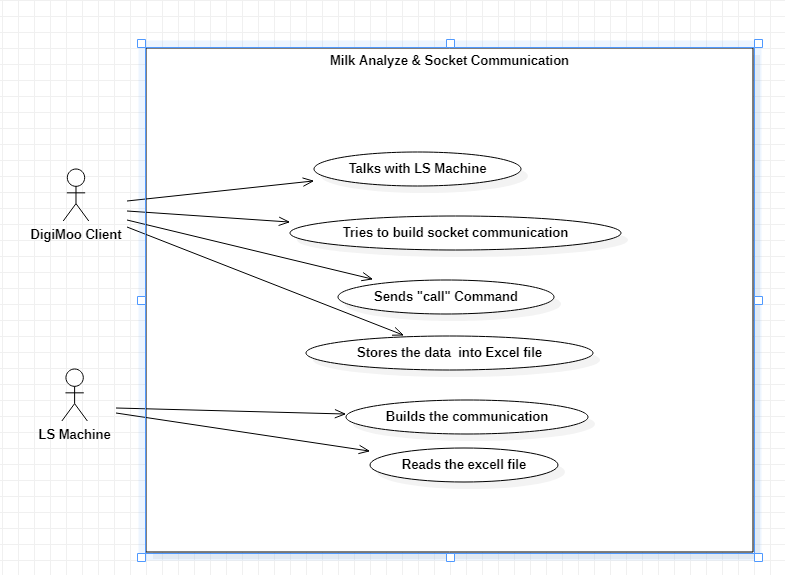 Milk Analyze & Socket Communication
Talks with LS Machine
Tries to build socket communication
DigiMoo Client
Sends "call" Command
Stores the data  into Excel file
Builds the communication
LS Machine
Reads the excell file